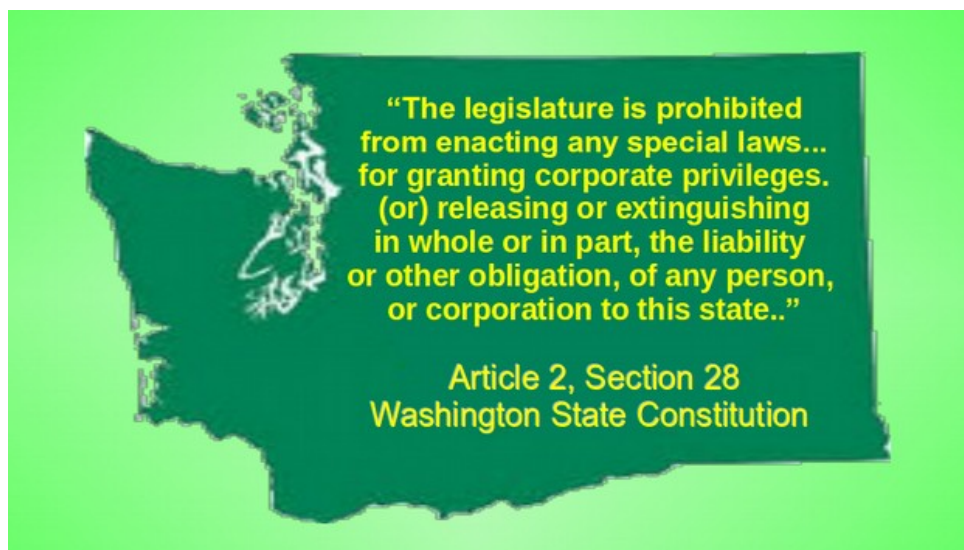 “The legislature is prohibited
from enacting any special laws...
for granting corporate privileges.
(or) releasing or extinguishing
in whole or in part, the liability
or other obligation, of any person,
or corporation to this state..”
Article 2, Section 28
Washington State Constitution